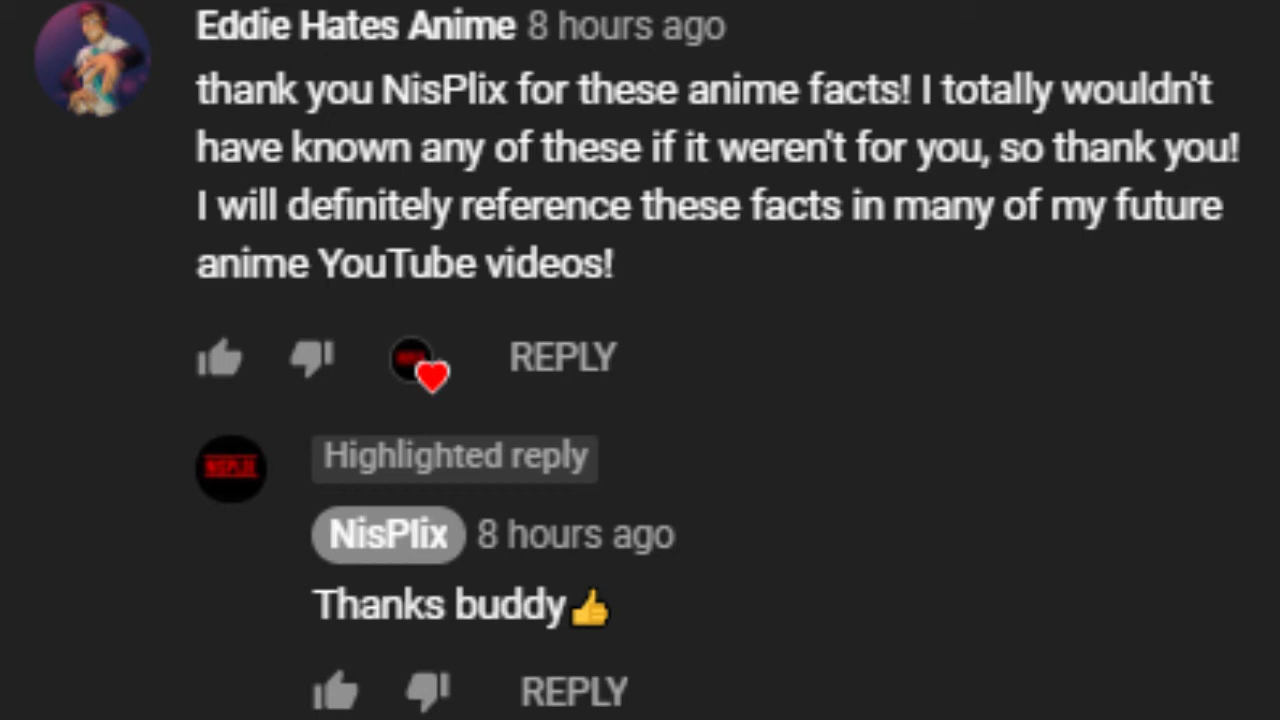 Eddie Hates Anime 8 hours ago
thank you NisPlix for these anime facts! I totally wouldn't
have known any of these if it weren't for you, so thank you!
I will definitely reference these facts in many of my future
anime YouTube videos!
REPLY
NISPLIX
Highlighted reply
NisPlix 8 hours ago
Thanks buddy👍
REPLY